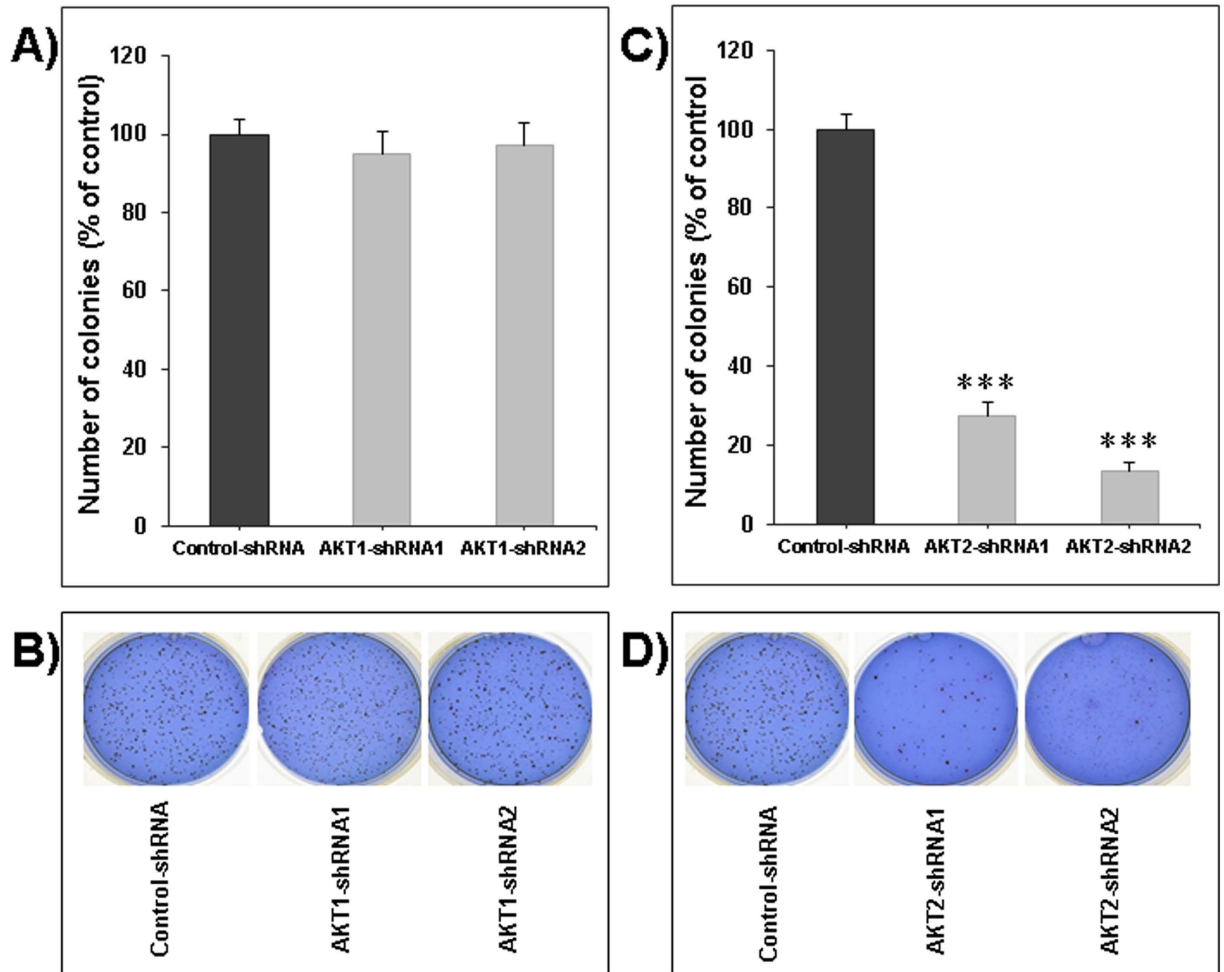 A)
Number of colonies (% of control)
120
100
80
60
40
20
0
Control-shRNA AKT1-shRNA1 AKT1-shRNA2
B)
Control-shRNA
AKT1-shRNA1
AKT1-shRNA2
C)
Number of colonies (% of control
120
100
80
60
40
20
0
***
***
Control-shRNA AKT2-shRNA1 AKT2-shRNA2
D)
Control-shRNA
AKT2-shRNA1
AKT2-shRNA2